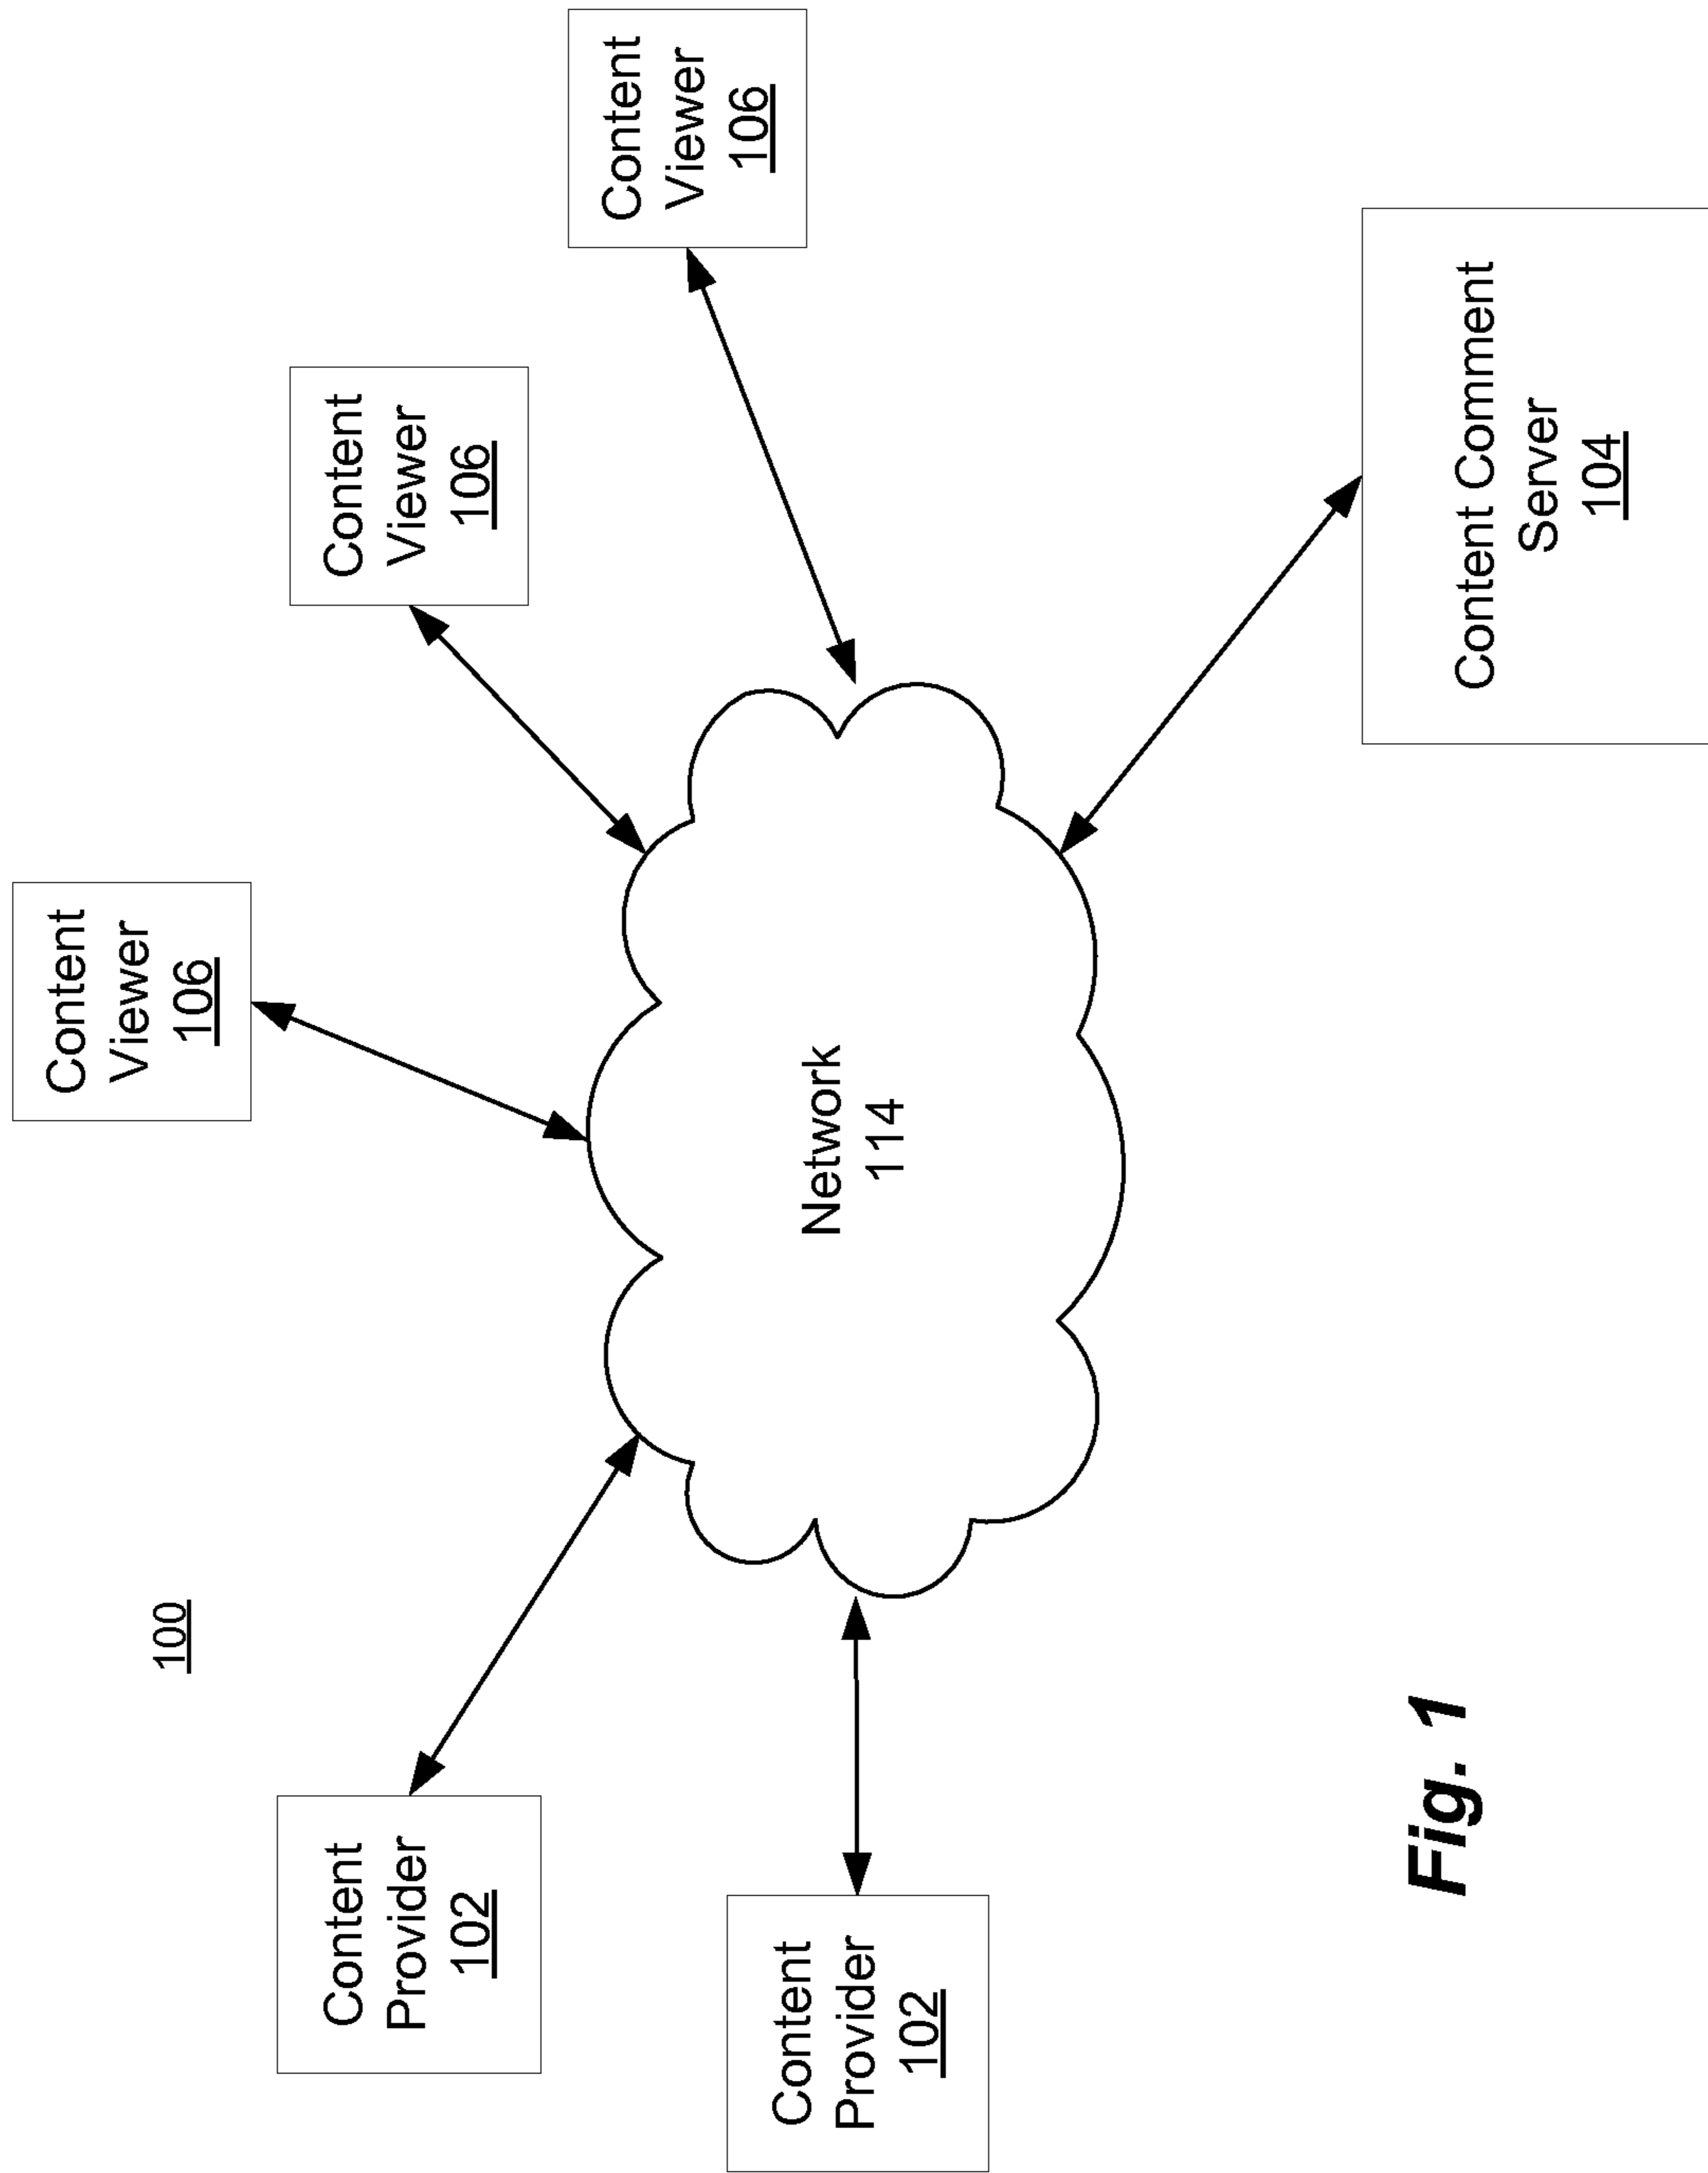 100
Content
Viewer
106
Content
Viewer
106
Content
Viewer
106
Content
Provider
102
Content
Provider
102
Network
114
Content Comment
Server
104
Fig. 1